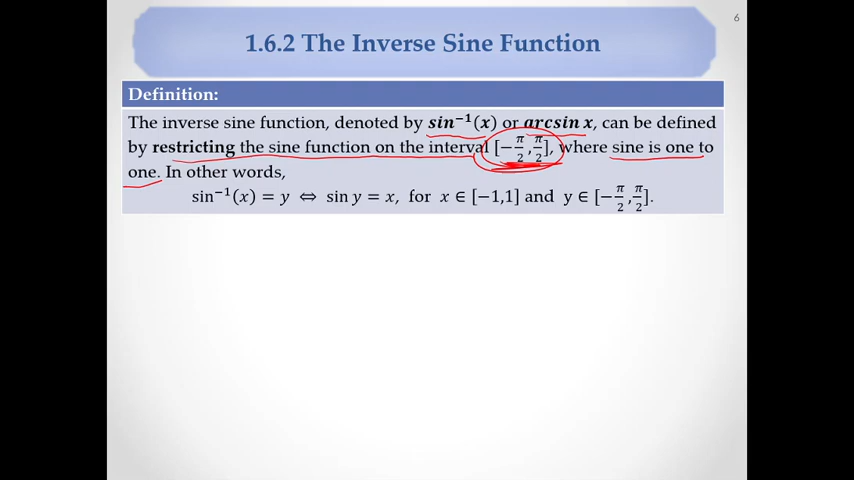 6
1.6.2 The Inverse Sine Function
Definition:
The inverse sine function, denoted by sin⁻¹(x) or arcsin x, can be defined
by restricting the sine function on the interval [−π/2, π/2], where sine is one to
one. In other words,
sin⁻¹(x) = y ⇔ sin y = x, for x ∈ [−1,1] and y ∈ [−π/2, π/2].